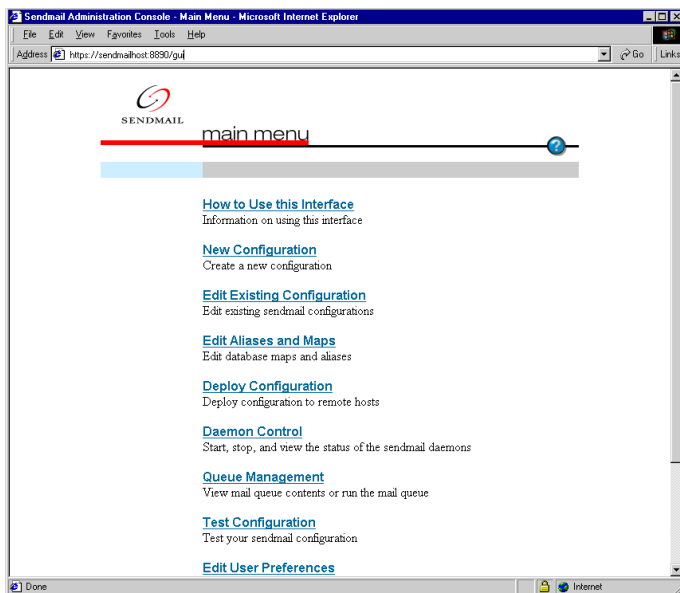 Sendmail Administration Console - Main Menu - Microsoft Internet Explorer
File Edit View Favorites Tools Help
Address https://sendmailhost:8890/gui Go Links
SENDMAIL
main menu
?
How to Use this Interface
Information on using this interface
New Configuration
Create a new configuration
Edit Existing Configuration
Edit existing sendmail configurations
Edit Aliases and Maps
Edit database maps and aliases
Deploy Configuration
Deploy configuration to remote hosts
Daemon Control
Start, stop, and view the status of the sendmail daemons
Queue Management
View mail queue contents or run the mail queue
Test Configuration
Test your sendmail configuration
Edit User Preferences
Done Internet